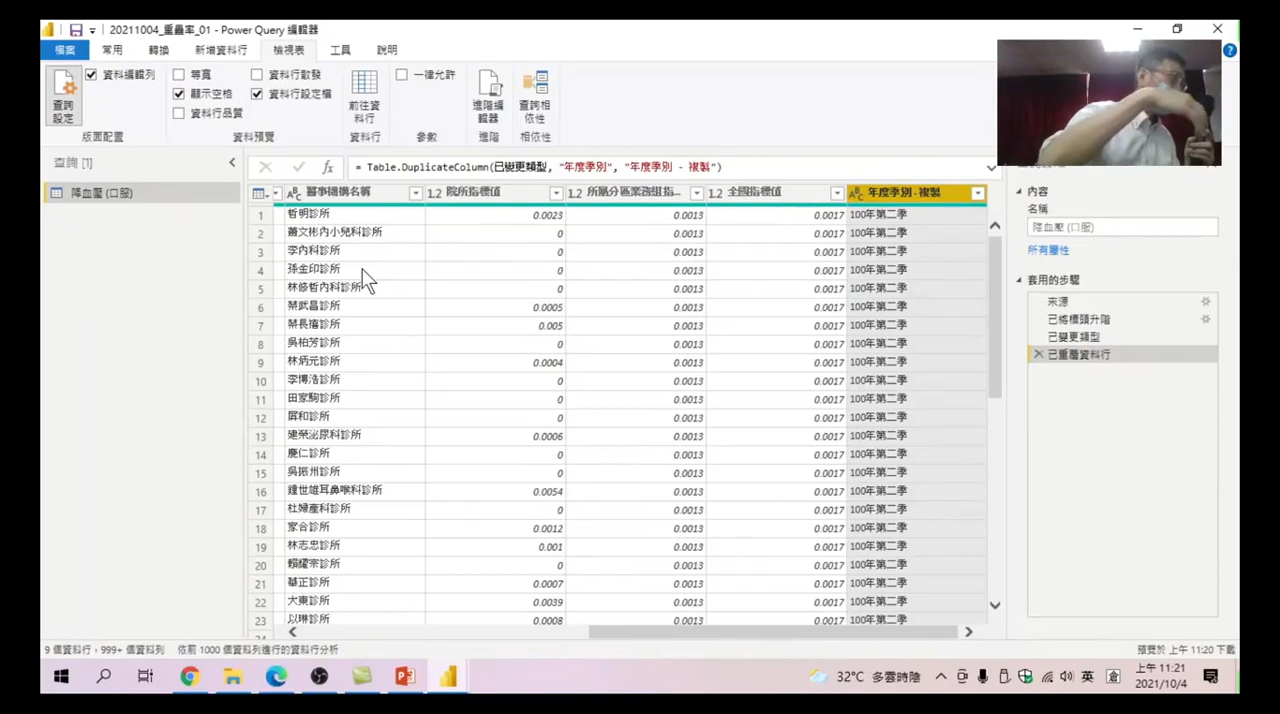 20211004_重疊率_01 - Power Query 編輯器
檔案 常用 轉換 新增資料行 檢視表 工具 說明
查詢設定 資料編輯列 等寬 顯示空格 資料行品質 資料行散發 資料行設定檔 前往資料行 一律允許 進階編輯器 查詢相依性
版面配置 資料預覽 資料行 參數 進階 相依性
查詢 [1]
降血壓 (口服)
= Table.DuplicateColumn(已變更類型, "年度季別", "年度季別 - 複製")
醫事機構名稱 1.2 院所指標值 1.2 所屬分區業務組指... 1.2 全國指標值 年度季別 - 複製
1 哲明診所 0.0023 0.0013 0.0017 100年第二季
2 蕭文彬內小兒科診所 0 0.0013 0.0017 100年第二季
3 李內科診所 0 0.0013 0.0017 100年第二季
4 孫金印診所 0 0.0013 0.0017 100年第二季
5 林修哲內科診所 0 0.0013 0.0017 100年第二季
6 蔡武昌診所 0.0005 0.0013 0.0017 100年第二季
7 蔡長禧診所 0.005 0.0013 0.0017 100年第二季
8 吳柏芳診所 0 0.0013 0.0017 100年第二季
9 林炳元診所 0.0004 0.0013 0.0017 100年第二季
10 李博浩診所 0 0.0013 0.0017 100年第二季
11 田家駒診所 0 0.0013 0.0017 100年第二季
12 屏和診所 0 0.0013 0.0017 100年第二季
13 建榮泌尿科診所 0.0006 0.0013 0.0017 100年第二季
14 慶仁診所 0 0.0013 0.0017 100年第二季
15 吳振州診所 0 0.0013 0.0017 100年第二季
16 鍾世雄耳鼻喉科診所 0.0054 0.0013 0.0017 100年第二季
17 杜婦產科診所 0 0.0013 0.0017 100年第二季
18 家合診所 0.0012 0.0013 0.0017 100年第二季
19 林志忠診所 0.001 0.0013 0.0017 100年第二季
20 賴耀宗診所 0 0.0013 0.0017 100年第二季
21 華正診所 0.0007 0.0013 0.0017 100年第二季
22 大東診所 0.0039 0.0013 0.0017 100年第二季
23 以琳診所 0.0008 0.0013 0.0017 100年第二季
內容
名稱
降血壓 (口服)
所有屬性
套用的步驟
來源
已將標頭升階
已變更類型
已重複資料行
9 個資料行，999+ 個資料列 依前 1000 個資料列進行的資料行分析 預覽於 上午 11:20 下載
32°C 多雲時陰 英 倉 上午 11:21
2021/10/4